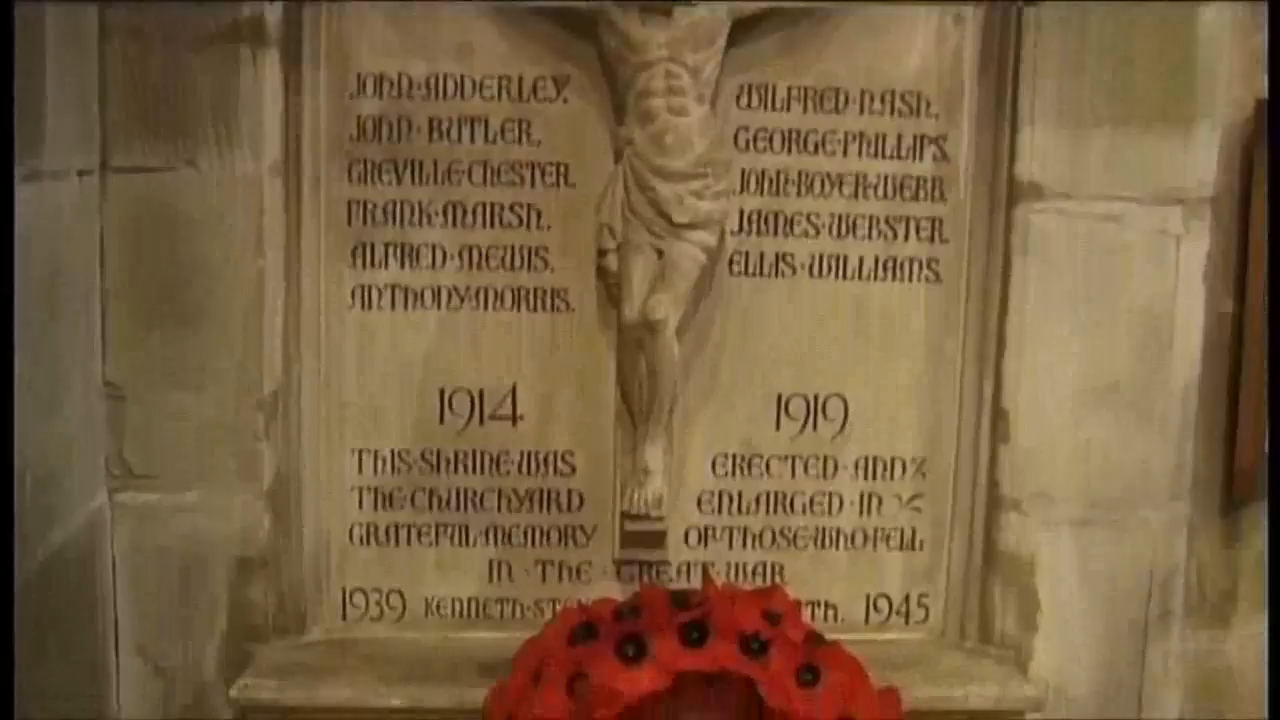 JOHN·ADDERLEY.
JOHN·BUTLER.
GREVILLE·CHESTER.
FRANK·MARSH.
ALFRED·MEWIS.
ANTHONY·MORRIS.
WILFRED·NASH.
GEORGE·PHILLIPS.
JOHN·BOYER·WEBB.
JAMES·WEBSTER.
ELLIS·WILLIAMS.
1914 1919
THIS·SHRINE·WAS ERECTED·AND
THE·CHURCHYARD ENLARGED·IN
GRATEFUL·MEMORY OF·THOSE·WHO·FELL
IN·THE·GREAT·WAR
1939 KENNETH 1945